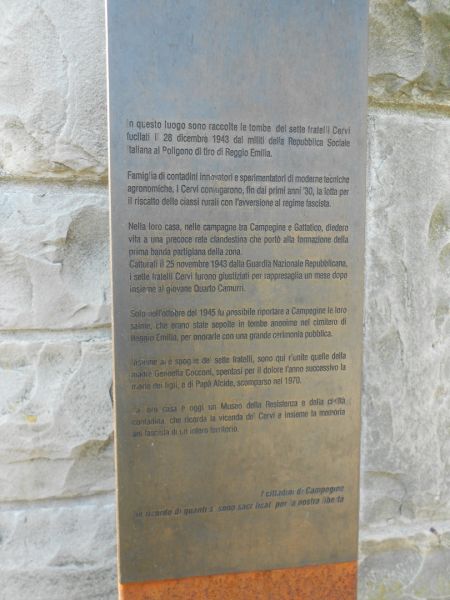 In questo luogo sono raccolte le tombe dei sette fratelli Cervi
fucilati il 28 dicembre 1943 dai militi della Repubblica Sociale
Italiana al Poligono di tiro di Reggio Emilia.
Famiglia di contadini innovatori e sperimentatori di moderne tecniche
agronomiche, i Cervi coniugarono, fin dai primi anni '30, la lotta per
il riscatto delle classi rurali con l'avversione al regime fascista.
Nella loro casa, nelle campagne tra Campegine e Gattatico, diedero
vita a una precoce rete clandestina che portò alla formazione della
prima banda partigiana della zona.
Catturati il 25 novembre 1943 dalla Guardia Nazionale Repubblicana,
i sette fratelli Cervi furono giustiziati per rappresaglia un mese dopo
insieme al giovane Quarto Camurri.
Solo nell'ottobre del 1945 fu possibile riportare a Campegine le loro
salme, che erano state sepolte in tombe anonime nel cimitero di
Reggio Emilia, per onorarle con una grande cerimonia pubblica.
Insieme alle spoglie dei sette fratelli, sono qui riunite quelle della
madre Genoeffa Cocconi, spentasi per il dolore l'anno successivo la
morte dei figli, e di Papà Alcide, scomparso nel 1970.
La loro casa è oggi un Museo della Resistenza e della civiltà
contadina, che ricorda la vicenda dei Cervi e insieme la memoria
antifascista di un intero territorio.
I cittadini di Campegine
in ricordo di quanti si sono sacrificati per la nostra libertà